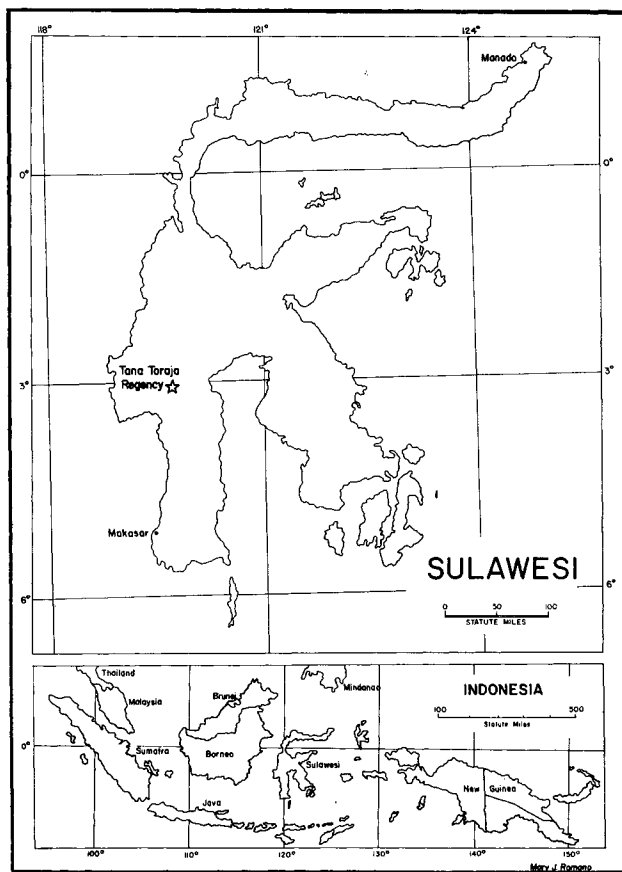 118°
121°
124°
Manado
0°
0°
Tana Toraja
Regency
3°
3°
Makasar
SULAWESI
0 50 100
STATUTE MILES
6°
6°
Thailand
Malaysia
Brunei
Mindanao
INDONESIA
100 500
Statute Miles
0°
Sumatra
Borneo
Sulawesi
New Guinea
Java
100° 110° 120° 130° 140° 150°
Mary J. Romano